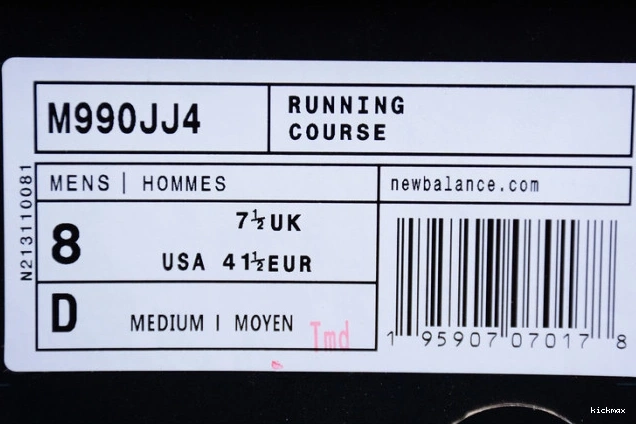 M990JJ4
RUNNING
COURSE
N213110081
MENS | HOMMES
newbalance.com
8
7½UK
USA 41½EUR
D
MEDIUM | MOYEN
Tmd
1 95907 07017 8
kickmax